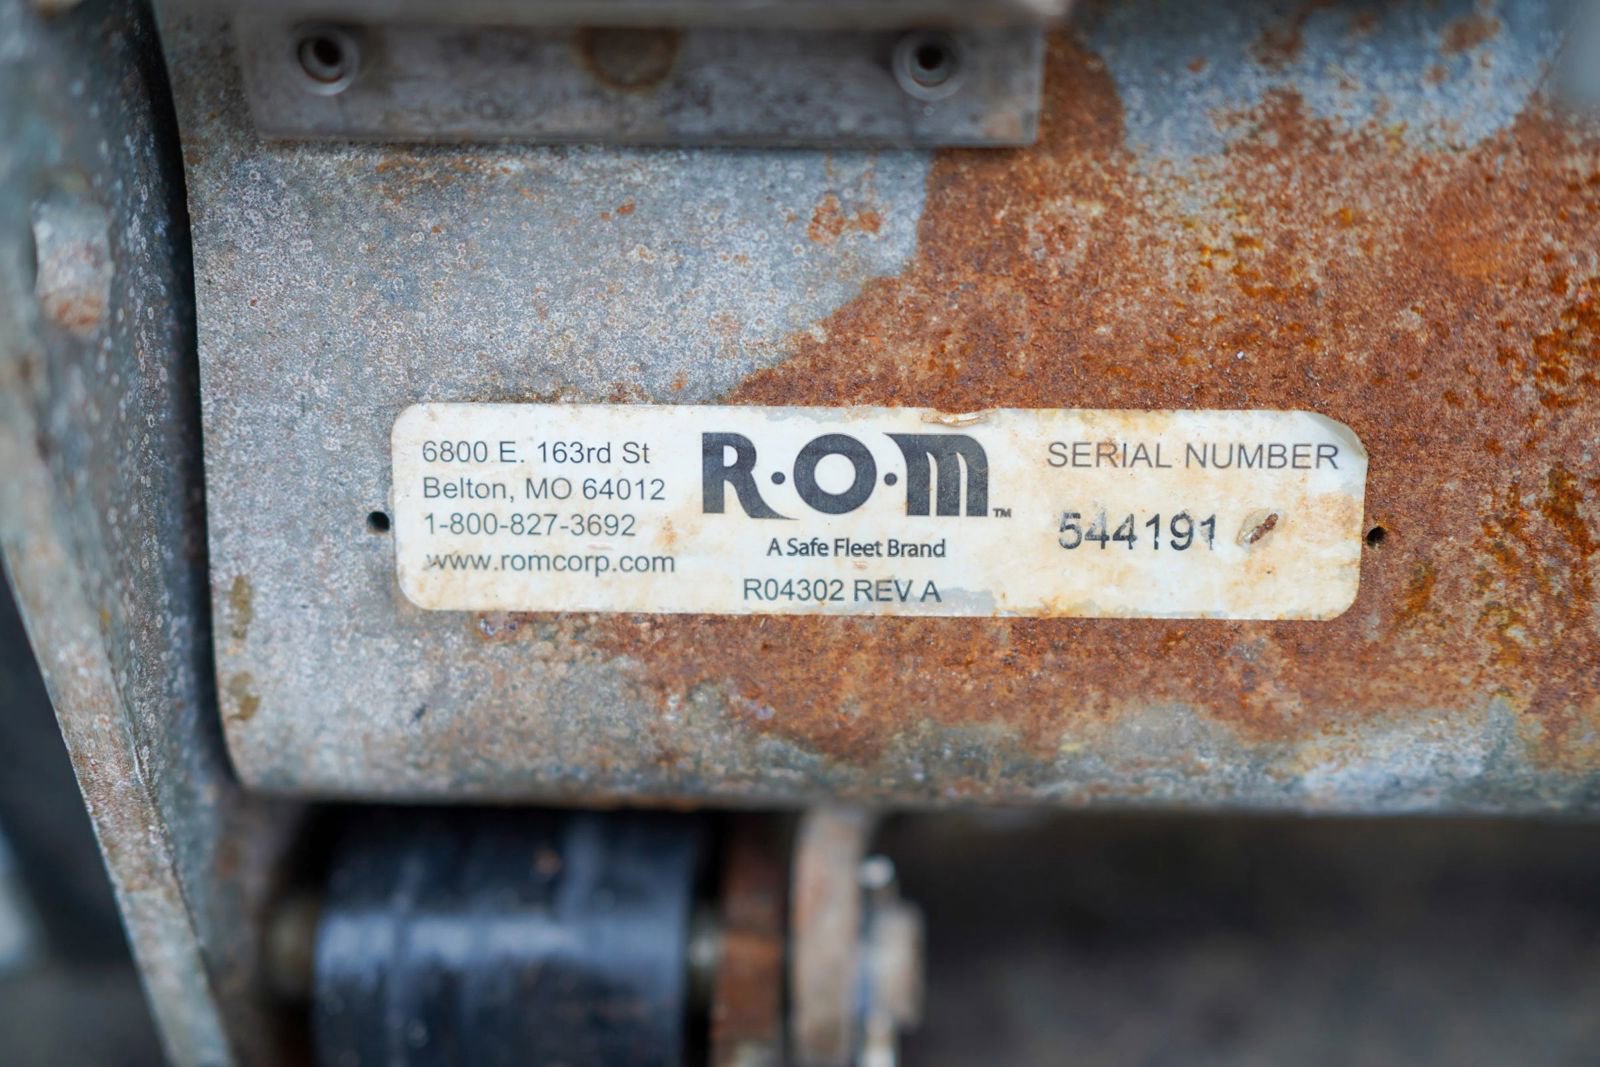 6800 E. 163rd St
Belton, MO 64012
1-800-827-3692
www.romcorp.com
R·O·M™
A Safe Fleet Brand
R04302 REV A
SERIAL NUMBER
544191